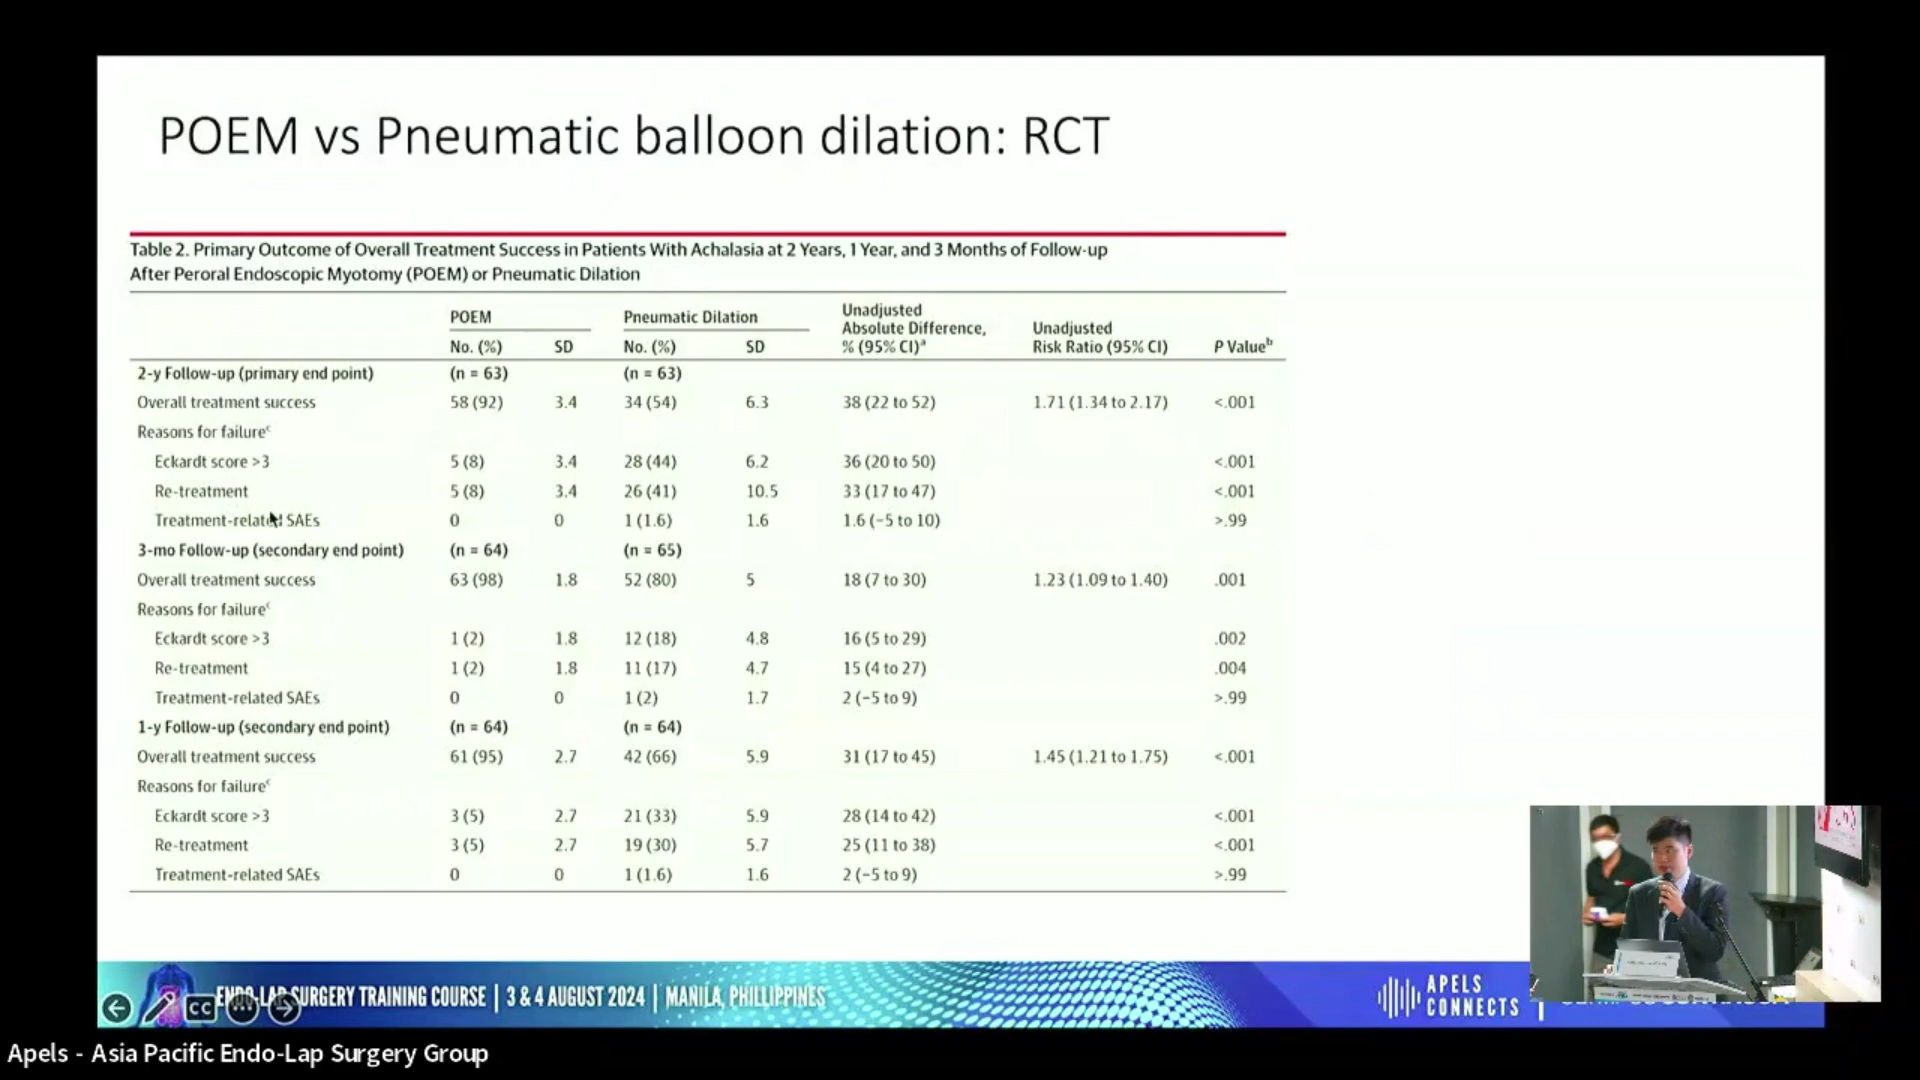 POEM vs Pneumatic balloon dilation: RCT
Table 2. Primary Outcome of Overall Treatment Success in Patients With Achalasia at 2 Years, 1 Year, and 3 Months of Follow-up
After Peroral Endoscopic Myotomy (POEM) or Pneumatic Dilation
POEM Pneumatic Dilation Unadjusted Absolute Difference, % (95% CI)ᵃ Unadjusted Risk Ratio (95% CI) P Valueᵇ
No. (%) SD No. (%) SD
2-y Follow-up (primary end point) (n = 63) (n = 63)
Overall treatment success 58 (92) 3.4 34 (54) 6.3 38 (22 to 52) 1.71 (1.34 to 2.17) <.001
Reasons for failureᶜ
Eckardt score >3 5 (8) 3.4 28 (44) 6.2 36 (20 to 50) <.001
Re-treatment 5 (8) 3.4 26 (41) 10.5 33 (17 to 47) <.001
Treatment-related SAEs 0 0 1 (1.6) 1.6 1.6 (−5 to 10) >.99
3-mo Follow-up (secondary end point) (n = 64) (n = 65)
Overall treatment success 63 (98) 1.8 52 (80) 5 18 (7 to 30) 1.23 (1.09 to 1.40) .001
Reasons for failureᶜ
Eckardt score >3 1 (2) 1.8 12 (18) 4.8 16 (5 to 29) .002
Re-treatment 1 (2) 1.8 11 (17) 4.7 15 (4 to 27) .004
Treatment-related SAEs 0 0 1 (2) 1.7 2 (−5 to 9) >.99
1-y Follow-up (secondary end point) (n = 64) (n = 64)
Overall treatment success 61 (95) 2.7 42 (66) 5.9 31 (17 to 45) 1.45 (1.21 to 1.75) <.001
Reasons for failureᶜ
Eckardt score >3 3 (5) 2.7 21 (33) 5.9 28 (14 to 42) <.001
Re-treatment 3 (5) 2.7 19 (30) 5.7 25 (11 to 38) <.001
Treatment-related SAEs 0 0 1 (1.6) 1.6 2 (−5 to 9) >.99
CC
ENDO-LAP SURGERY TRAINING COURSE | 3 & 4 AUGUST 2024 | MANILA, PHILLIPPINES
APELS
CONNECTS
Apels - Asia Pacific Endo-Lap Surgery Group